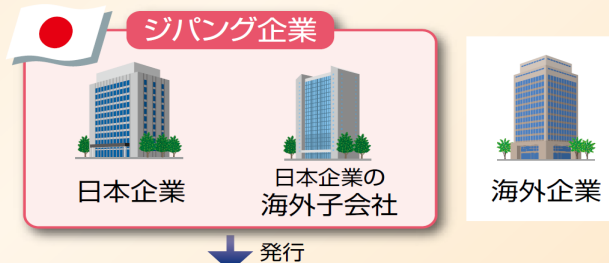 ジパング企業
日本企業
日本企業の
海外子会社
海外企業
発行